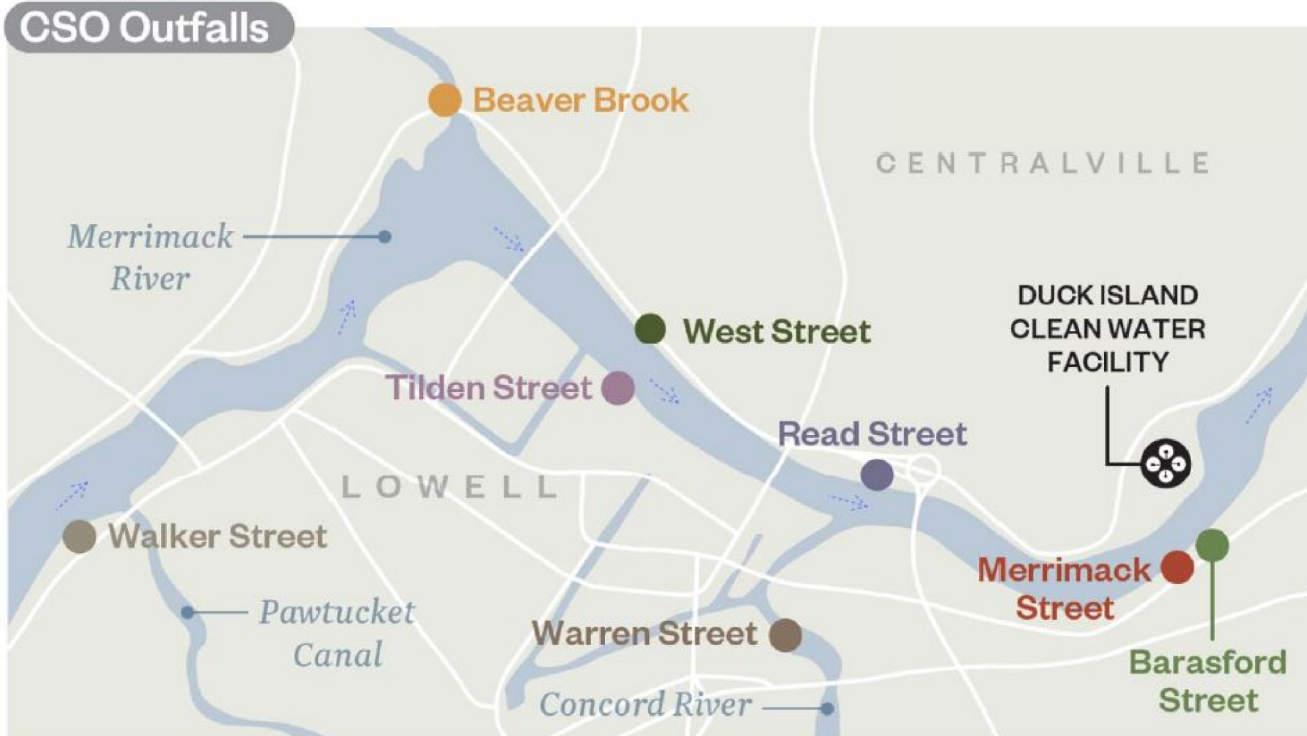 CSO Outfalls
Beaver Brook
CENTRALVILLE
Merrimack
River
DUCK ISLAND
CLEAN WATER
FACILITY
West Street
Tilden Street
Read Street
LOWELL
Walker Street
Merrimack
Street
Pawtucket
Canal
Warren Street
Barasford
Street
Concord River